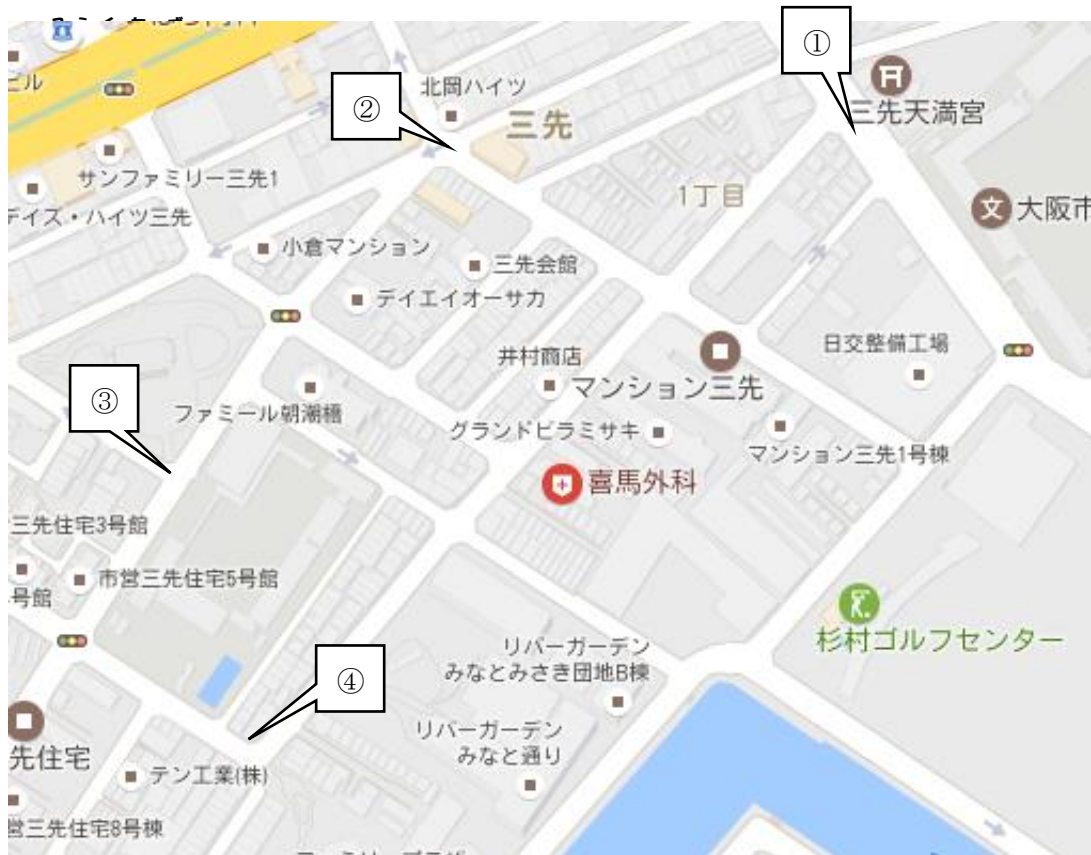 ①
三先天満宮
北岡ハイツ
②
三先
ビル
サンファミリー三先1
デイズ・ハイツ三先
1丁目
大阪市
小倉マンション
三先会館
デイエイオーサカ
井村商店
マンション三先
日交整備工場
③
ファミール朝潮橋
グランドビラミサキ
マンション三先1号棟
喜馬外科
三先住宅3号館
市営三先住宅5号館
号館
杉村ゴルフセンター
リバーガーデン
みなとみさき団地B棟
④
リバーガーデン
みなと通り
先住宅
テン工業(株)
営三先住宅8号棟